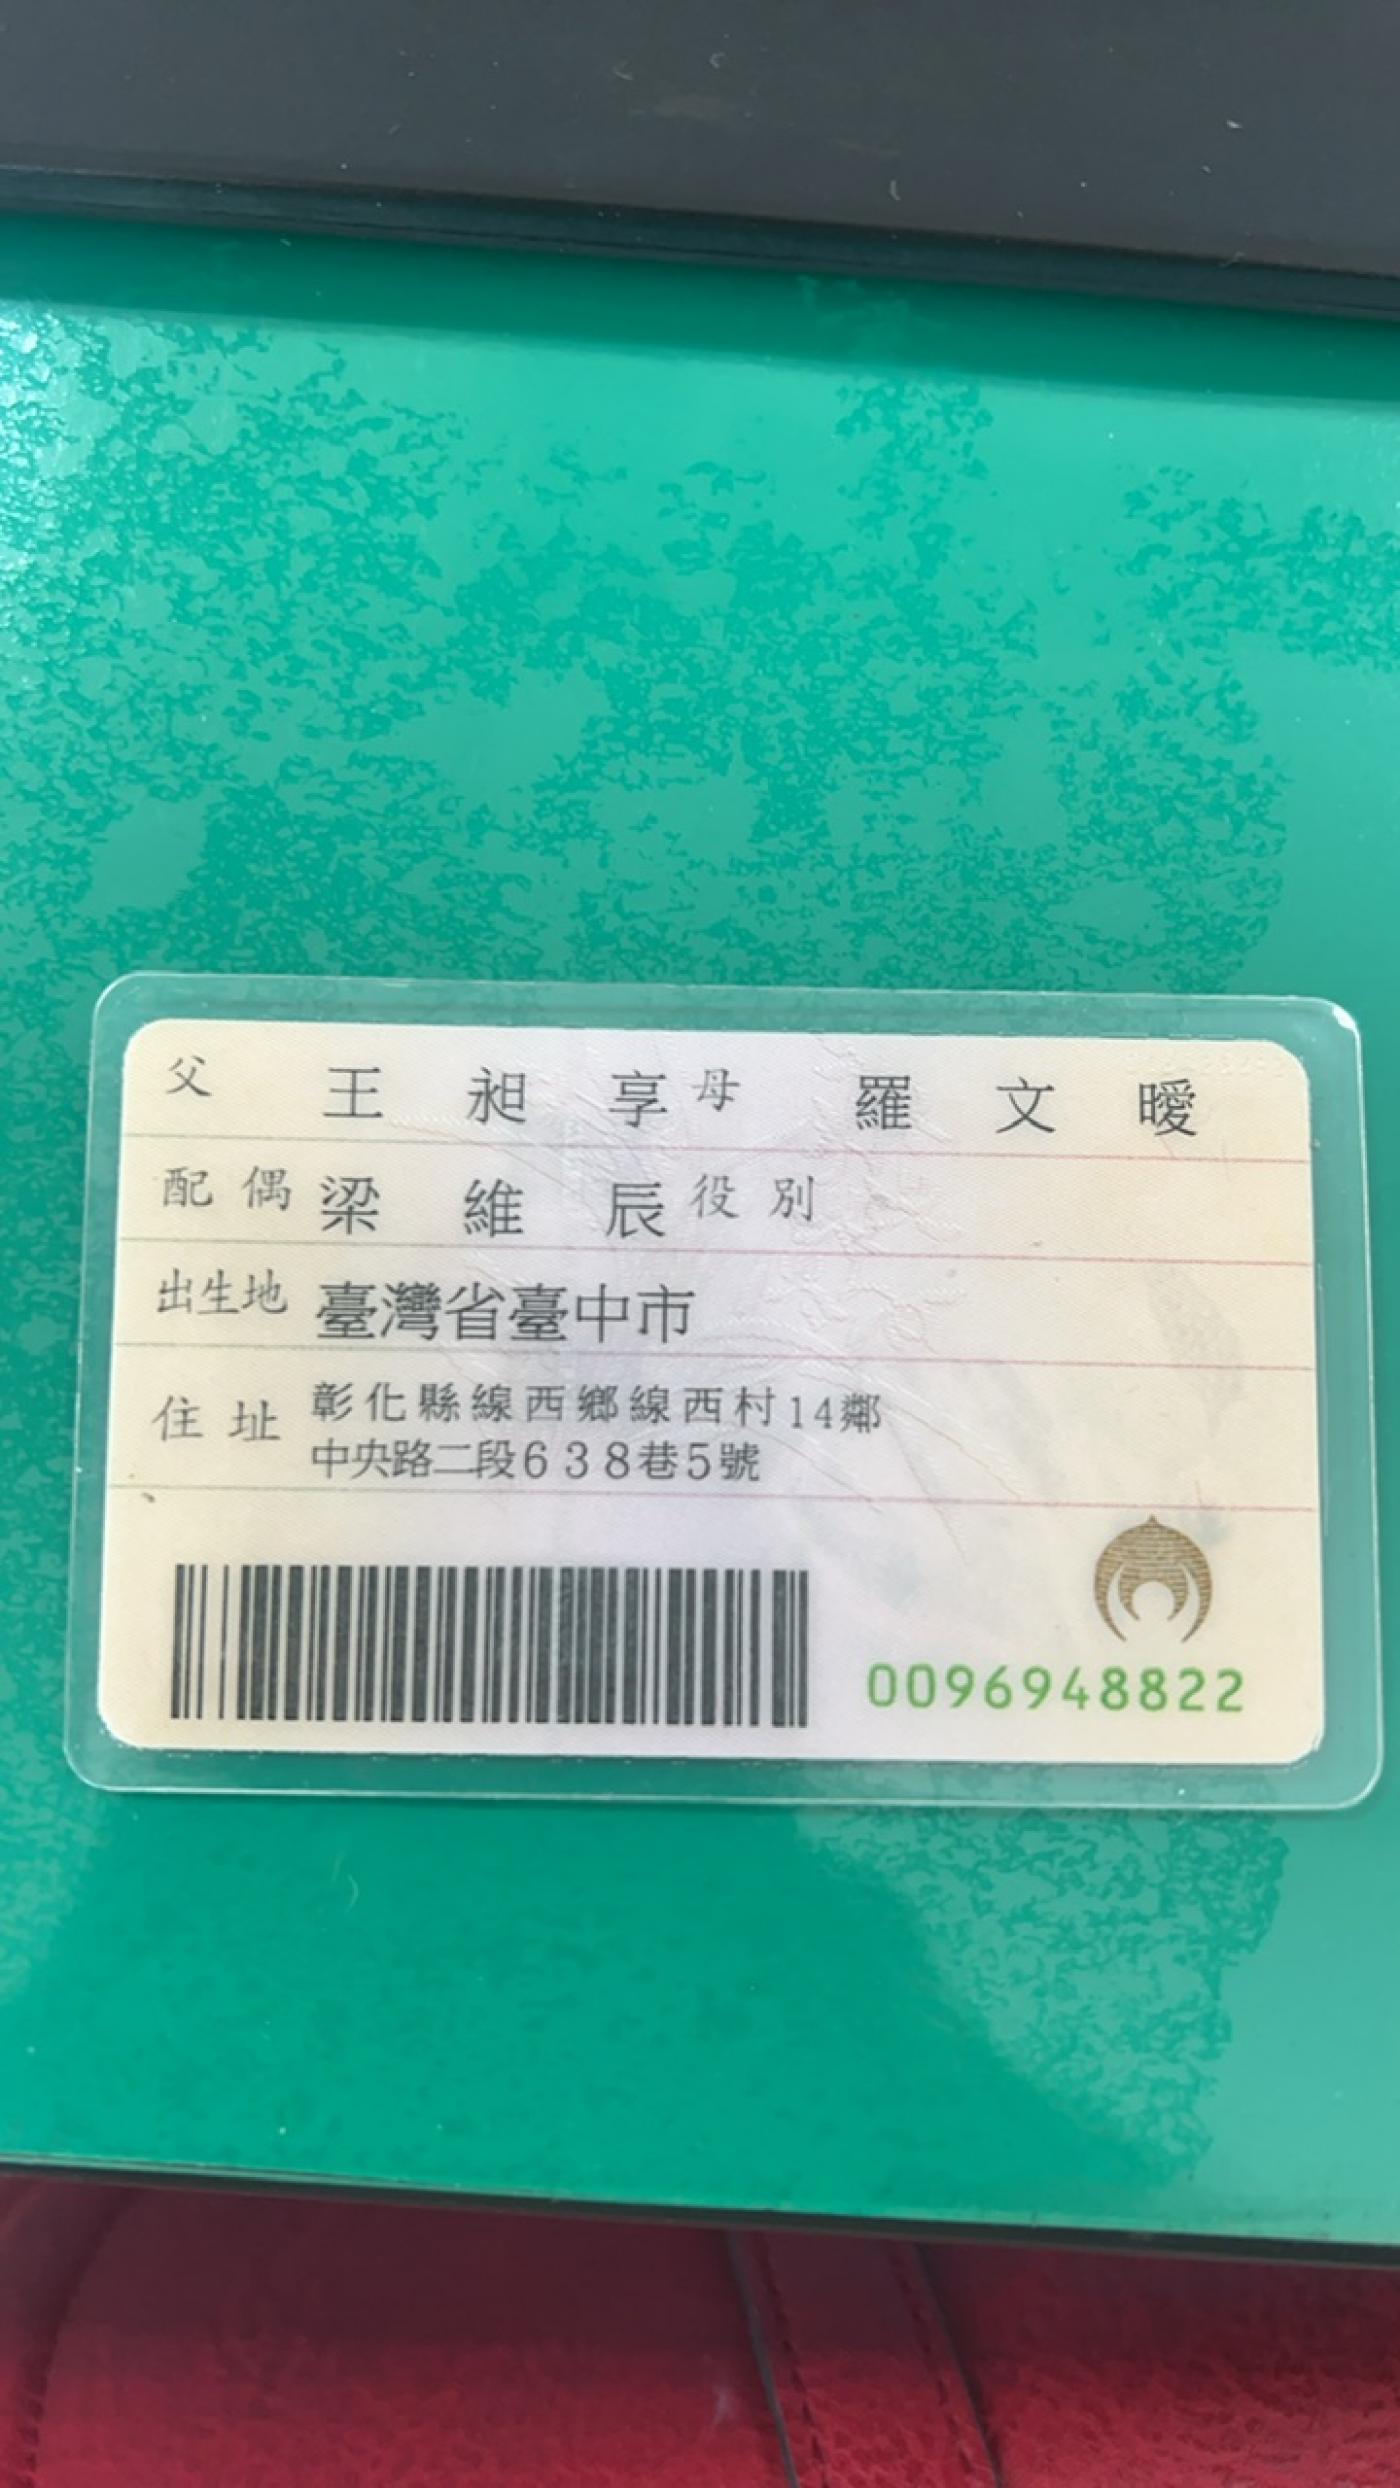 父 王昶享 母 羅文曖
配偶 梁維辰 役別
出生地 臺灣省臺中市
住址 彰化縣線西鄉線西村14鄰
中央路二段638巷5號
0096948822